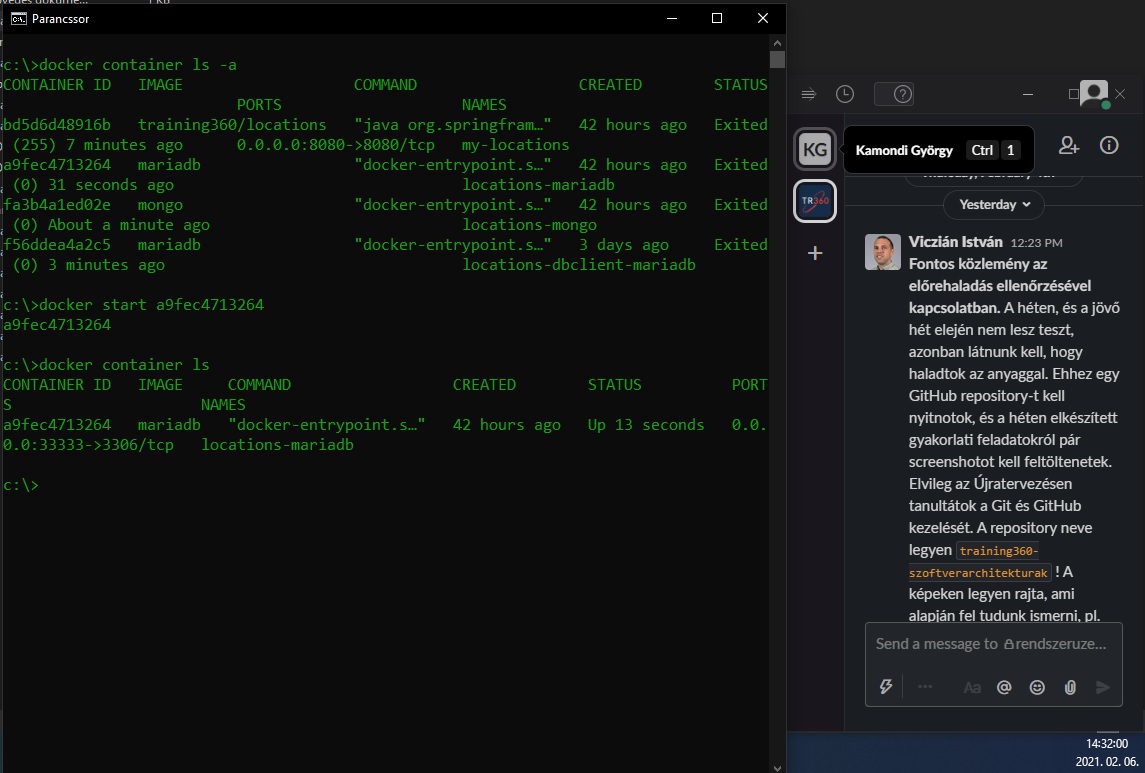 Parancssor
c:\>docker container ls -a
CONTAINER ID   IMAGE                   COMMAND                  CREATED        STATUS
                          PORTS                    NAMES
bd5d6d48916b   training360/locations   "java org.springfram…"   42 hours ago   Exited
 (255) 7 minutes ago      0.0.0.0:8080->8080/tcp   my-locations
a9fec4713264   mariadb                 "docker-entrypoint.s…"   42 hours ago   Exited
 (0) 31 seconds ago                                locations-mariadb
fa3b4a1ed02e   mongo                   "docker-entrypoint.s…"   42 hours ago   Exited
 (0) About a minute ago                            locations-mongo
f56ddea4a2c5   mariadb                 "docker-entrypoint.s…"   3 days ago     Exited
 (0) 3 minutes ago                                 locations-dbclient-mariadb
c:\>docker start a9fec4713264
a9fec4713264
c:\>docker container ls
CONTAINER ID   IMAGE     COMMAND                  CREATED        STATUS          PORT
S                     NAMES
a9fec4713264   mariadb   "docker-entrypoint.s…"   42 hours ago   Up 13 seconds   0.0.
0.0:33333->3306/tcp   locations-mariadb
c:\>
KG
Kamondi György Ctrl 1
TR360
Yesterday
Viczián István 12:23 PM
Fontos közlemény az
előrehaladás ellenőrzésével
kapcsolatban. A héten, és a jövő
hét elején nem lesz teszt,
azonban látnunk kell, hogy
haladtok az anyaggal. Ehhez egy
GitHub repository-t kell
nyitnotok, és a héten elkészített
gyakorlati feladatokról pár
screenshotot kell feltöltenetek.
Elvileg az Újratervezésen
tanultátok a Git és GitHub
kezelését. A repository neve
legyen training360-
szoftverarchitekturak ! A
képeken legyen rajta, ami
alapján fel tudunk ismerni, pl.
Send a message to rendszeruze...
Aa
14:32:00
2021. 02. 06.